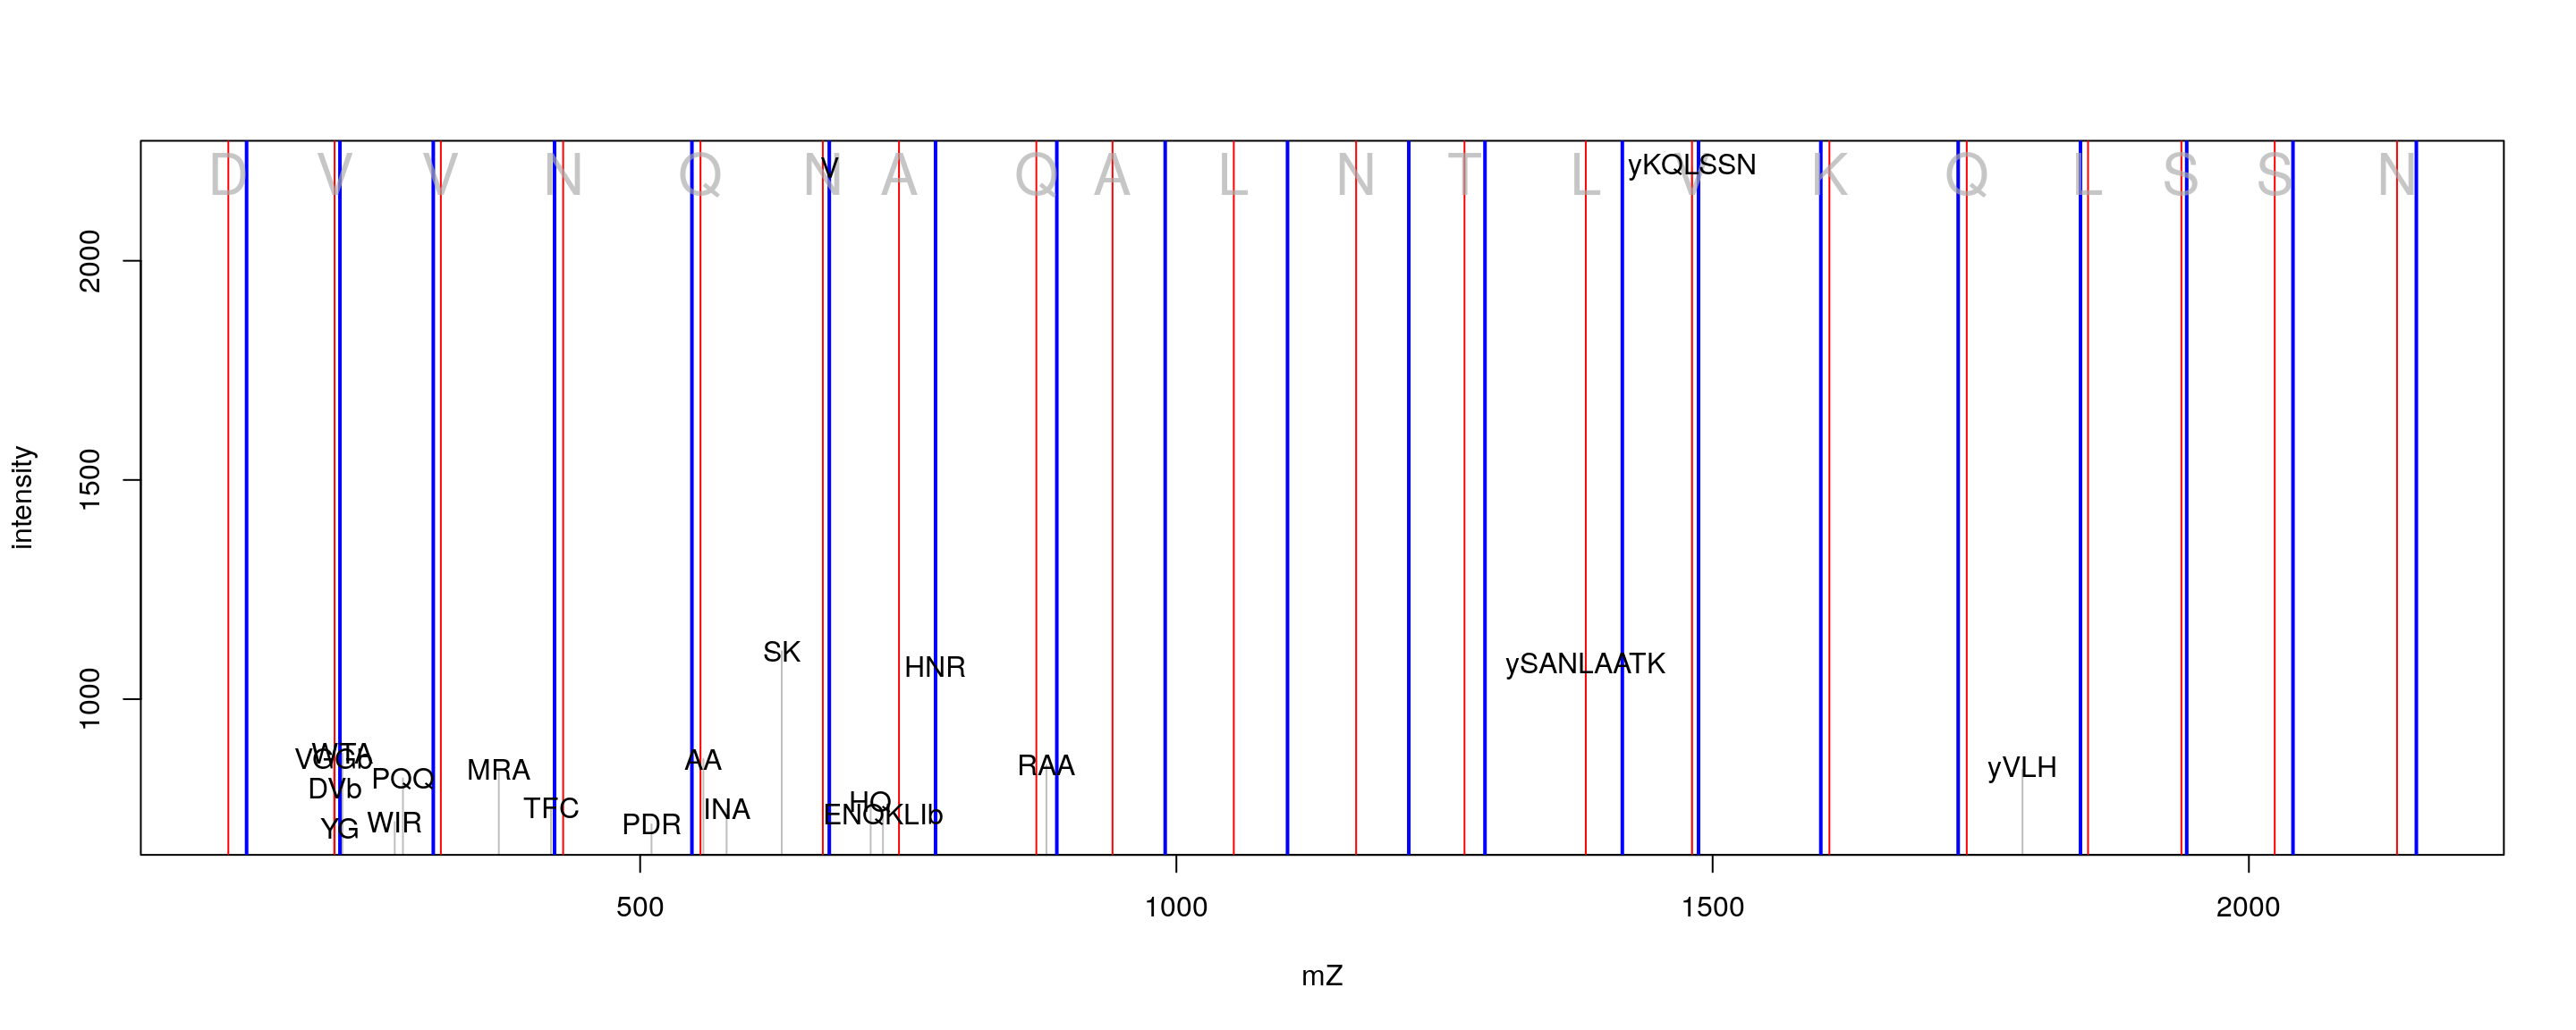 D V V N Q N A Q A L N T L V K Q L S S N
V
yKQLSSN
2000
1500
1000
intensity
SK
HNR
ySANLAATK
WTA
VGGb
DVb
YG
PQQ
WIR
MRA
TFC
PDR
AA
INA
HQ
ENQKLIb
RAA
yVLH
500 1000 1500 2000
mZ